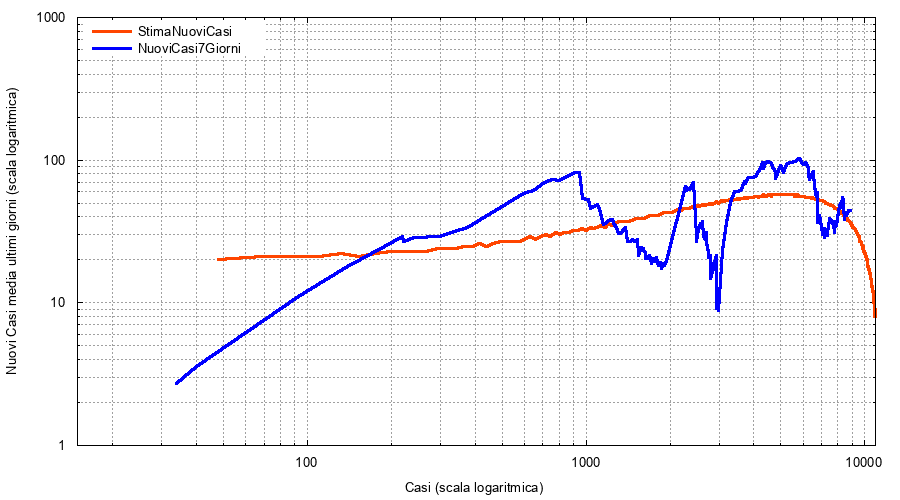 1000
StimaNuoviCasi
NuoviCasi7Giorni
100
10
1
100
1000
10000
Nuovi Casi media ultimi giorni (scala logaritmica)
Casi (scala logaritmica)